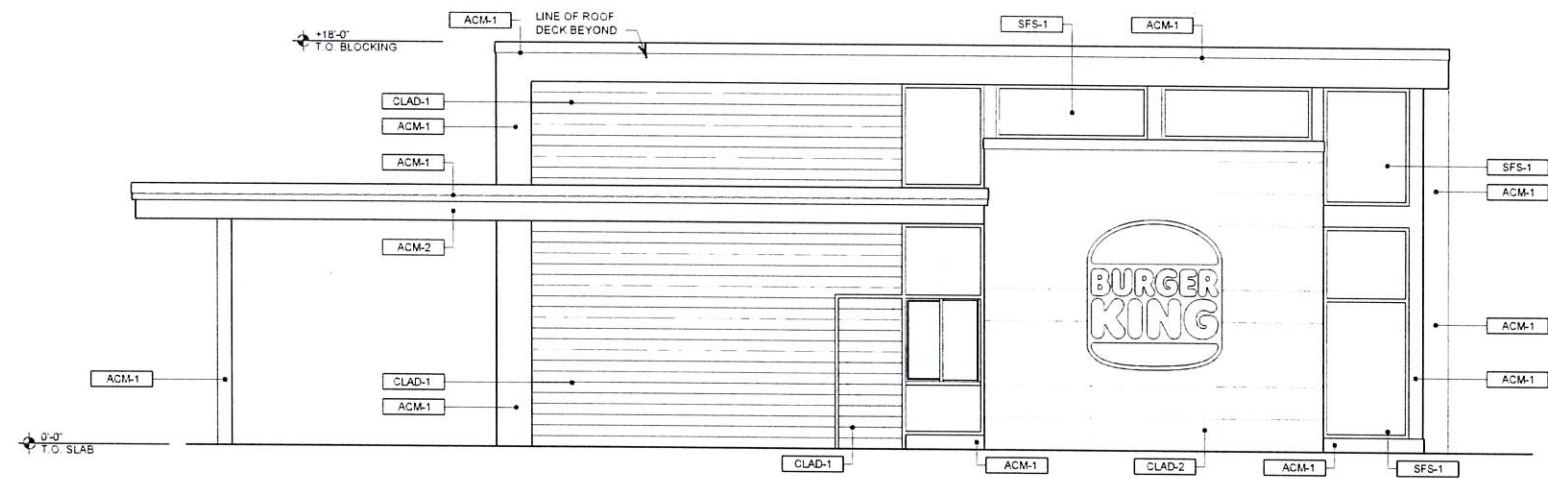 ACM-1
LINE OF ROOF
DECK BEYOND
SFS-1
ACM-1
+18'-0"
T.O. BLOCKING
CLAD-1
ACM-1
ACM-1
SFS-1
ACM-1
ACM-2
BURGER
KING
ACM-1
ACM-1
CLAD-1
ACM-1
ACM-1
0'-0"
T.O. SLAB
CLAD-1
ACM-1
CLAD-2
ACM-1
SFS-1